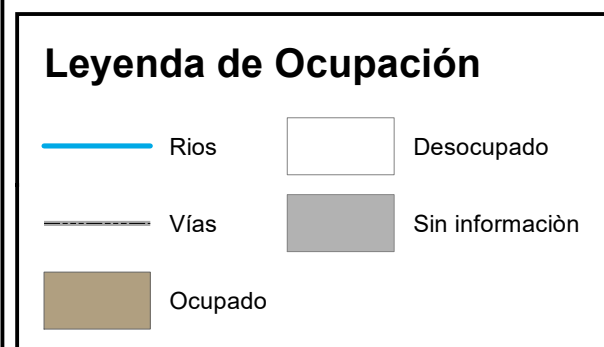 Leyenda de Ocupación
Rios
Desocupado
Vías
Sin informaciòn
Ocupado